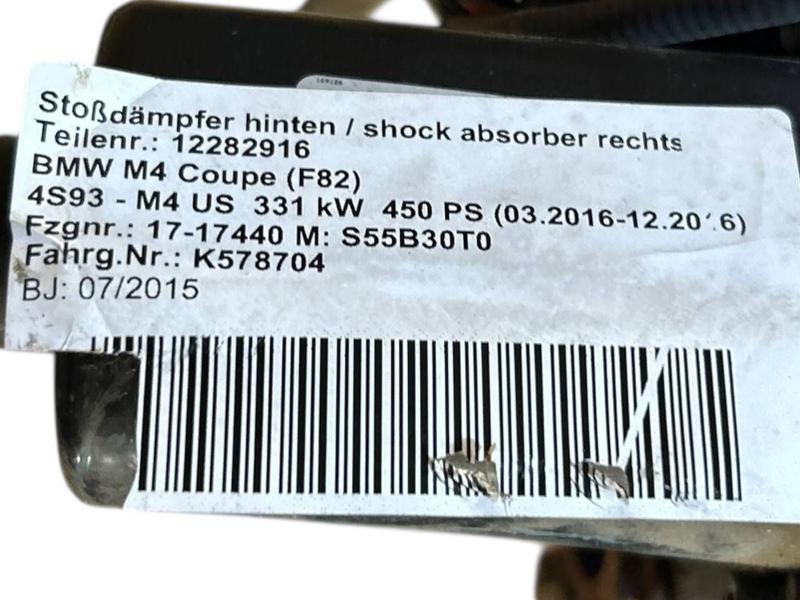 Stoßdämpfer hinten / shock absorber rechts
Teilenr.: 12282916
BMW M4 Coupe (F82)
4S93 - M4 US 331 kW 450 PS (03.2016-12.20 6)
Fzgnr.: 17-17440 M: S55B30T0
Fahrg.Nr.: K578704
BJ: 07/2015